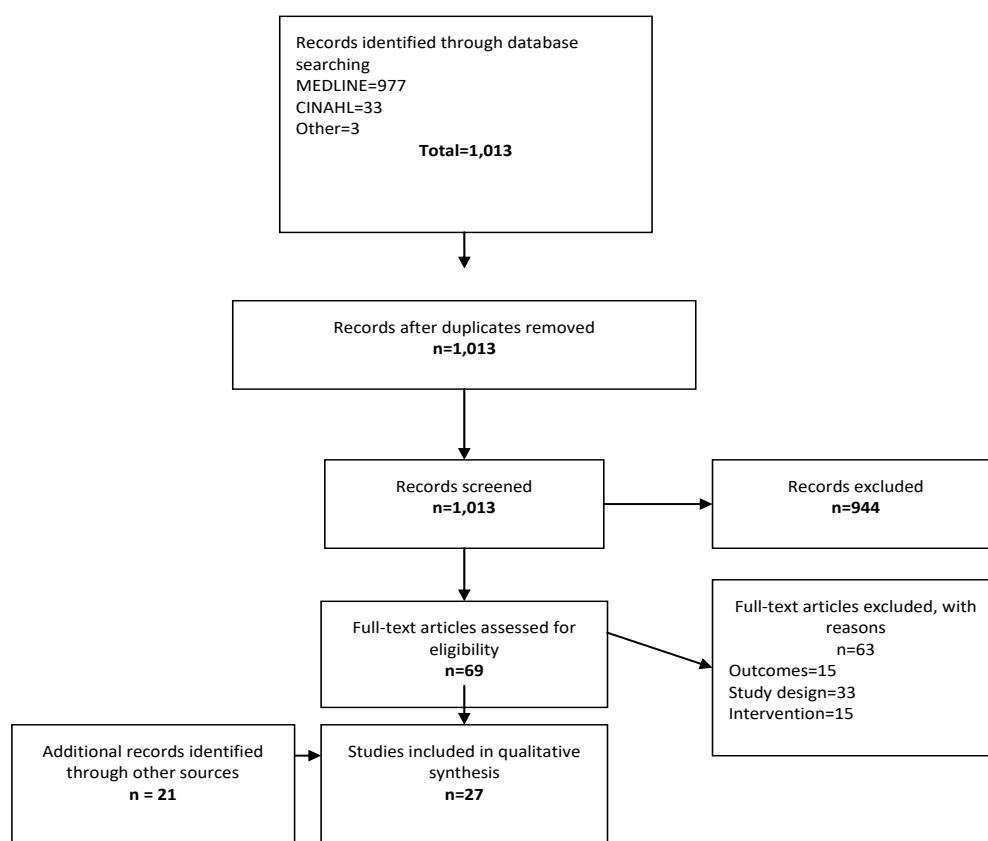 Records identified through database
searching
MEDLINE=977
CINAHL=33
Other=3
Total=1,013
Records after duplicates removed
n=1,013
Records screened
n=1,013
Records excluded
n=944
Full-text articles assessed for
eligibility
n=69
Full-text articles excluded, with
reasons
n=63
Outcomes=15
Study design=33
Intervention=15
Additional records identified
through other sources
n = 21
Studies included in qualitative
synthesis
n=27